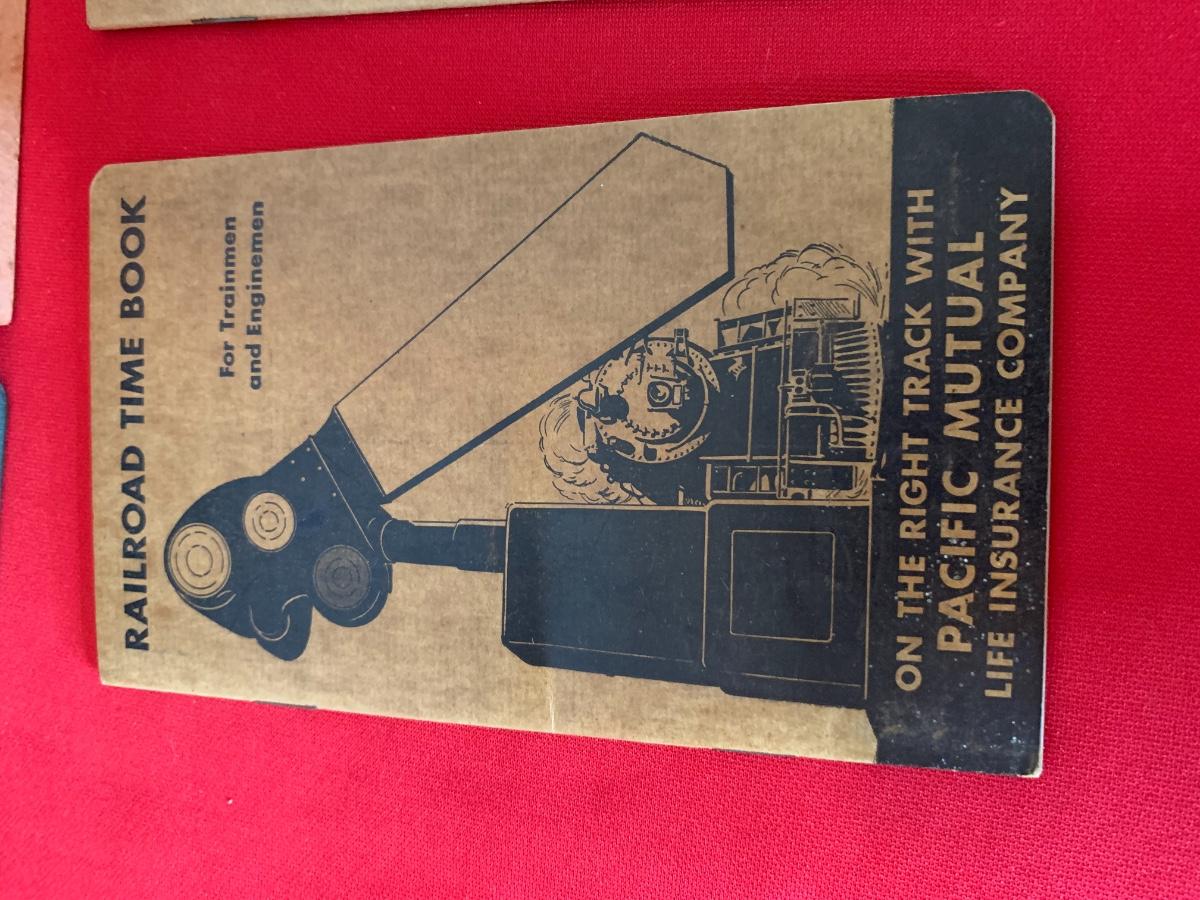 RAILROAD TIME BOOK
For Trainmen
and Enginemen
ON THE RIGHT TRACK WITH
PACIFIC MUTUAL
LIFE INSURANCE COMPANY